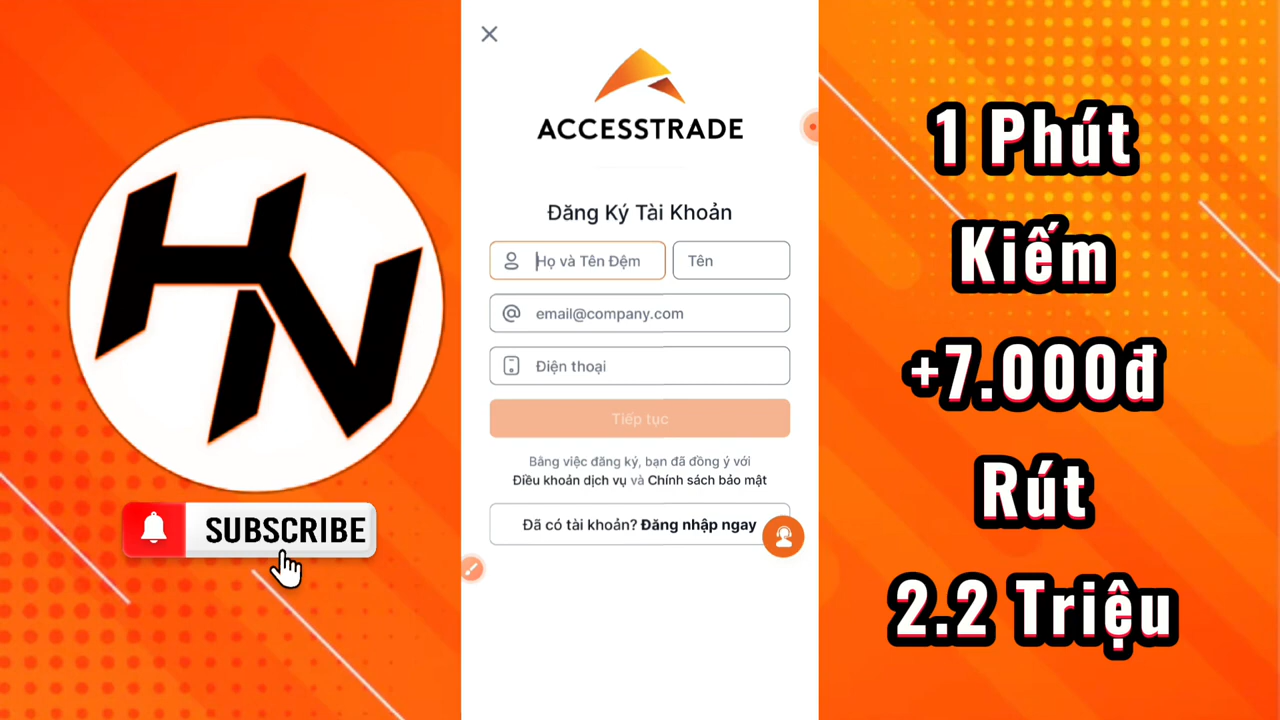 HN
SUBSCRIBE
ACCESSTRADE
Đăng Ký Tài Khoản
Họ và Tên Đệm
Tên
email@company.com
Điện thoại
Tiếp tục
Bằng việc đăng ký, bạn đã đồng ý với
Điều khoản dịch vụ và Chính sách bảo mật
Đã có tài khoản? Đăng nhập ngay
1 Phút
Kiếm
+7.000đ
Rút
2.2 Triệu